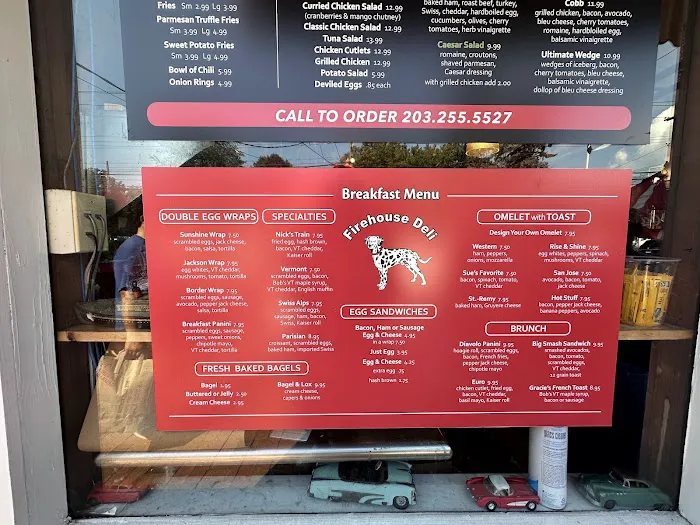 Fries Sm 2.99 Lg 3.99
Parmesan Truffle Fries
Sm 3.99 Lg 4.99
Sweet Potato Fries
Sm 3.99 Lg 4.99
Bowl of Chili 5.99
Onion Rings 4.99
Curried Chicken Salad 12.99
(cranberries & mango chutney)
Classic Chicken Salad 12.99
Tuna Salad 13.99
Chicken Cutlets 12.99
Grilled Chicken 12.99
Potato Salad 5.99
Deviled Eggs .85 each
baked ham, roast beef, turkey,
Swiss, cheddar, hardboiled egg,
cucumbers, olives, cherry
tomatoes, herb vinaigrette
Caesar Salad 9.99
romaine, croutons,
shaved parmesan,
Caesar dressing
with grilled chicken add 2.00
Cobb 11.99
grilled chicken, bacon, avocado,
bleu cheese, cherry tomatoes,
romaine, hardboiled egg,
balsamic vinaigrette
Ultimate Wedge 10.99
wedges of iceberg, bacon,
cherry tomatoes, bleu cheese,
balsamic vinaigrette,
dollop of bleu cheese dressing
CALL TO ORDER 203.255.5527
Breakfast Menu
DOUBLE EGG WRAPS
Sunshine Wrap 7.50
scrambled eggs, jack cheese,
bacon, salsa, tortilla
Jackson Wrap 7.95
egg whites, VT cheddar,
mushrooms, tomato, tortilla
Border Wrap 7.95
scrambled eggs, sausage,
avocado, pepper jack cheese,
salsa, tortilla
Breakfast Panini 7.95
scrambled eggs, sausage,
peppers, sweet onions,
chipotle mayo,
VT cheddar, tortilla
SPECIALTIES
Nick's Train 7.95
fried egg, hash brown,
bacon, VT cheddar,
Kaiser roll
Vermont 7.50
scrambled eggs, bacon,
Bob's VT maple syrup,
VT cheddar, English muffin
Swiss Alps 7.95
scrambled eggs,
sausage, ham, bacon,
Swiss, Kaiser roll
Parisian 8.95
croissant, scrambled eggs,
baked ham, imported Swiss
FRESH BAKED BAGELS
Bagel 1.95
Buttered or Jelly 2.50
Cream Cheese 2.95
Bagel & Lox 9.95
cream cheese,
capers & onions
Firehouse Deli
EGG SANDWICHES
Bacon, Ham or Sausage
Egg & Cheese 4.95
in a wrap 7.50
Just Egg 3.95
Egg & Cheese 4.25
extra egg .75
hash brown 1.75
OMELET with TOAST
Design Your Own Omelet 7.95
Western 7.50
ham, peppers,
onions, mozzarella
Sue's Favorite 7.50
bacon, spinach, tomato,
VT cheddar
St.-Remy 7.95
baked ham, Gruyere cheese
Rise & Shine 7.95
egg whites, peppers, spinach,
mushrooms, VT cheddar
San Jose 7.50
avocado, bacon, tomato,
jack cheese
Hot Stuff 7.95
bacon, pepper jack cheese,
banana peppers, avocado
BRUNCH
Diavolo Panini 9.95
hoagie roll, scrambled eggs,
bacon, French fries,
pepper jack cheese,
chipotle mayo
Euro 9.95
chicken cutlet, fried egg,
bacon, VT cheddar,
basil mayo, Kaiser roll
Big Smash Sandwich 9.95
smashed avocados,
bacon, tomato,
scrambled eggs,
VT cheddar,
12 grain toast
Gracie's French Toast 8.95
Bob's VT maple syrup,
bacon or sausage